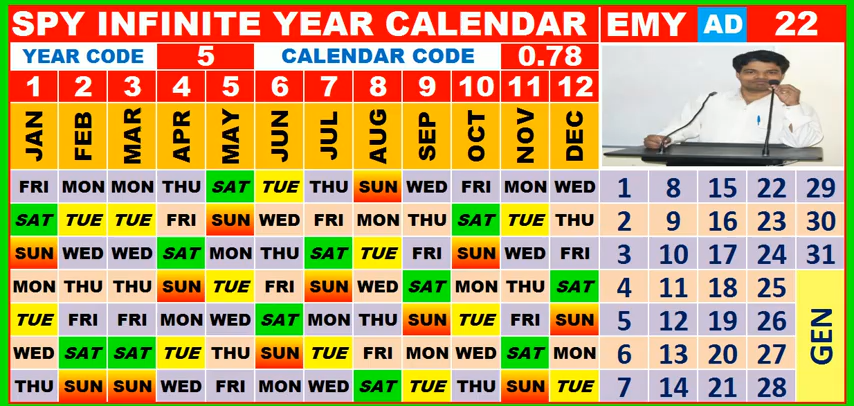 SPY INFINITE YEAR CALENDAR EMY AD 22
YEAR CODE 5 CALENDAR CODE 0.78
1 2 3 4 5 6 7 8 9 10 11 12
JAN FEB MAR APR MAY JUN JUL AUG SEP OCT NOV DEC
FRI MON MON THU SAT TUE THU SUN WED FRI MON WED 1 8 15 22 29
SAT TUE TUE FRI SUN WED FRI MON THU SAT TUE THU 2 9 16 23 30
SUN WED WED SAT MON THU SAT TUE FRI SUN WED FRI 3 10 17 24 31
MON THU THU SUN TUE FRI SUN WED SAT MON THU SAT 4 11 18 25
TUE FRI FRI MON WED SAT MON THU SUN TUE FRI SUN 5 12 19 26
WED SAT SAT TUE THU SUN TUE FRI MON WED SAT MON 6 13 20 27
THU SUN SUN WED FRI MON WED SAT TUE THU SUN TUE 7 14 21 28
GEN